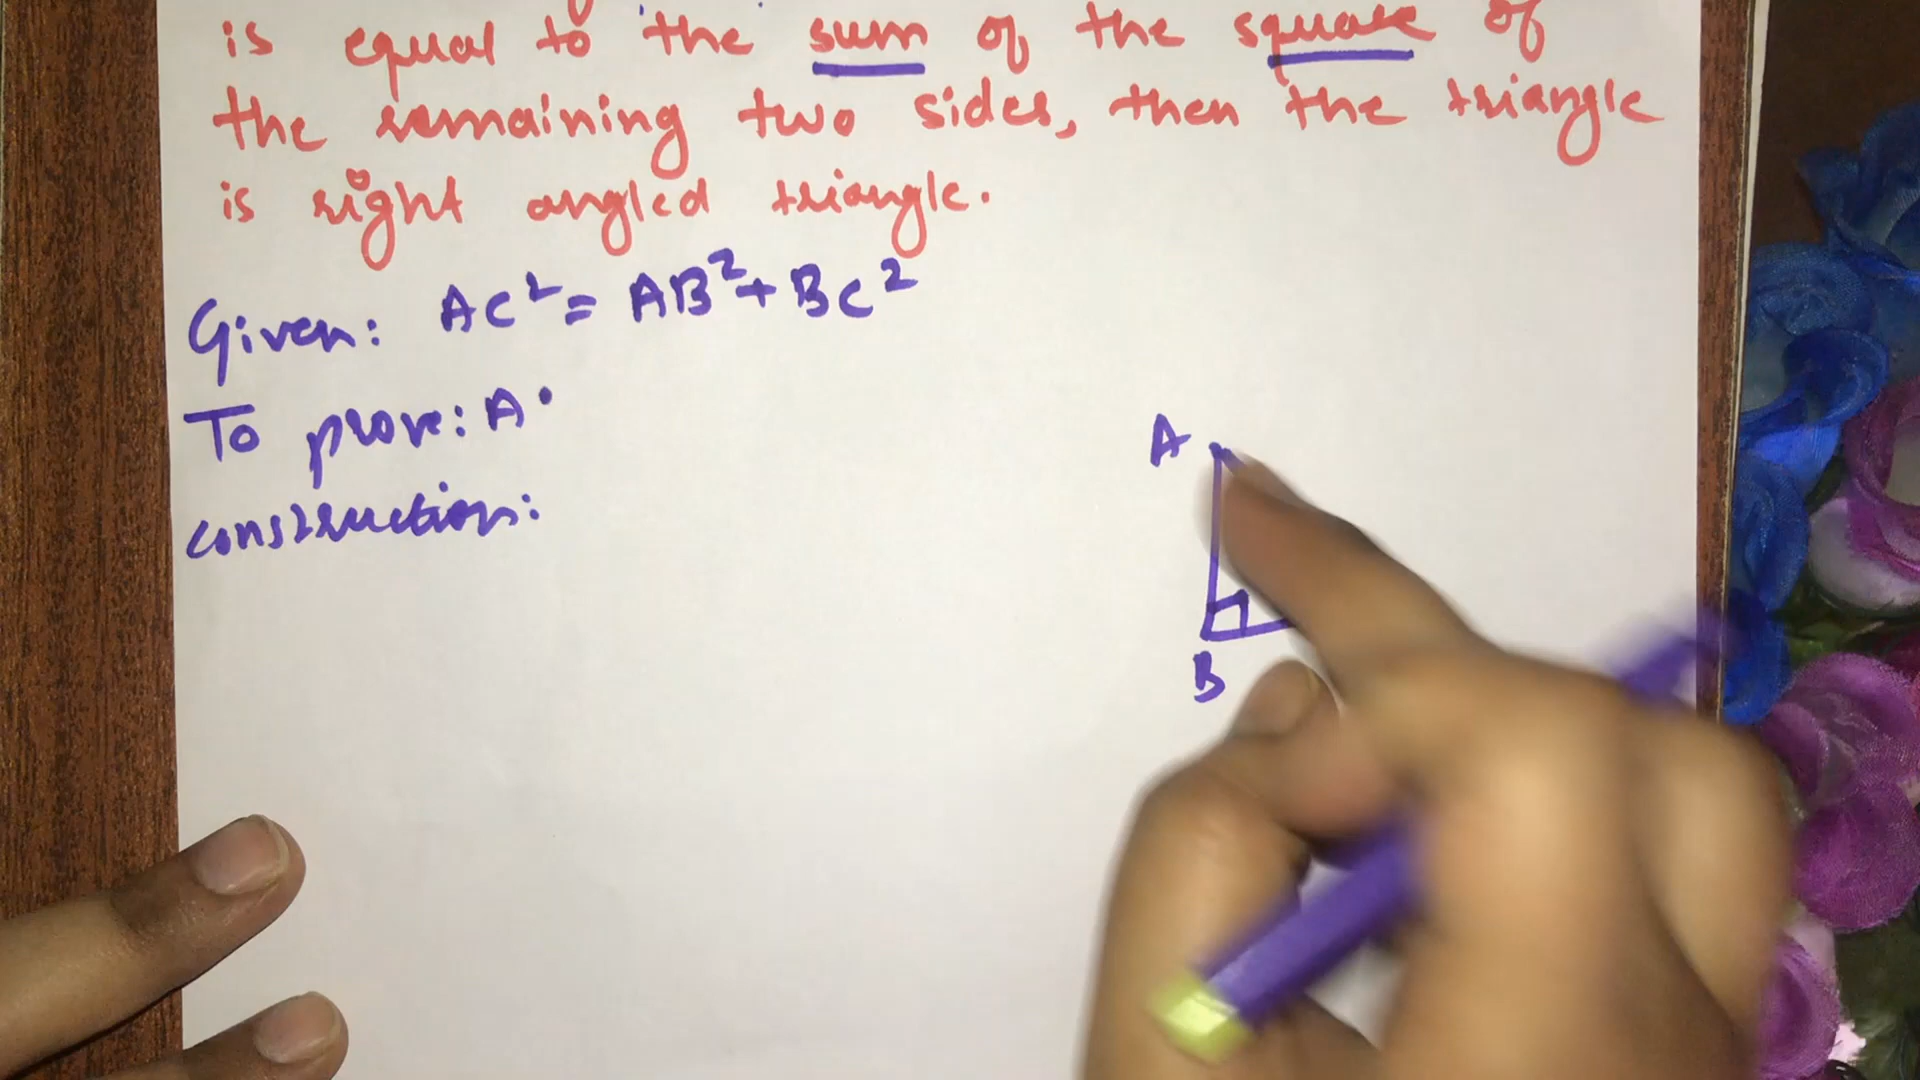 is equal to the sum of the square of
the remaining two sides, then the triangle
is right angled triangle.
Given: AC² = AB² + BC²
To prove: A
construction:
A
B